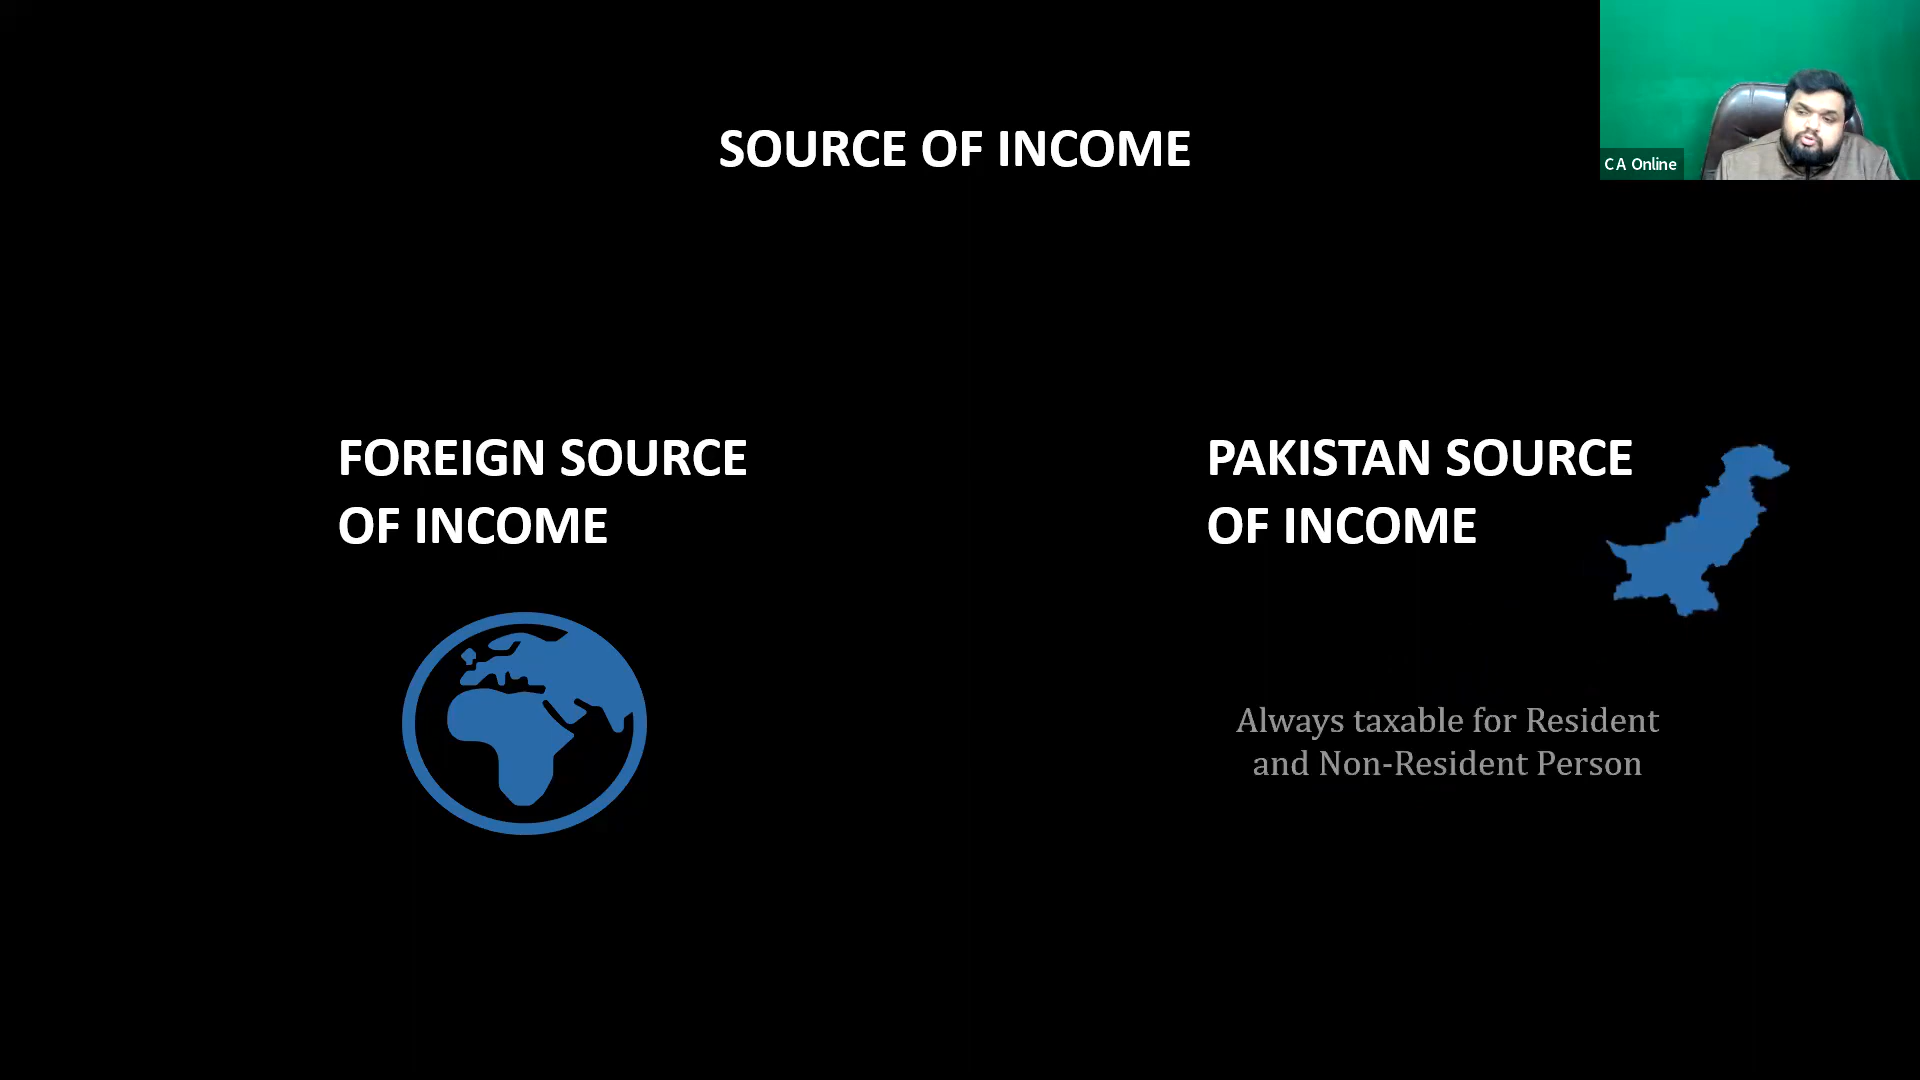 SOURCE OF INCOME
C A Online
FOREIGN SOURCE
OF INCOME
PAKISTAN SOURCE
OF INCOME
Always taxable for Resident
and Non-Resident Person